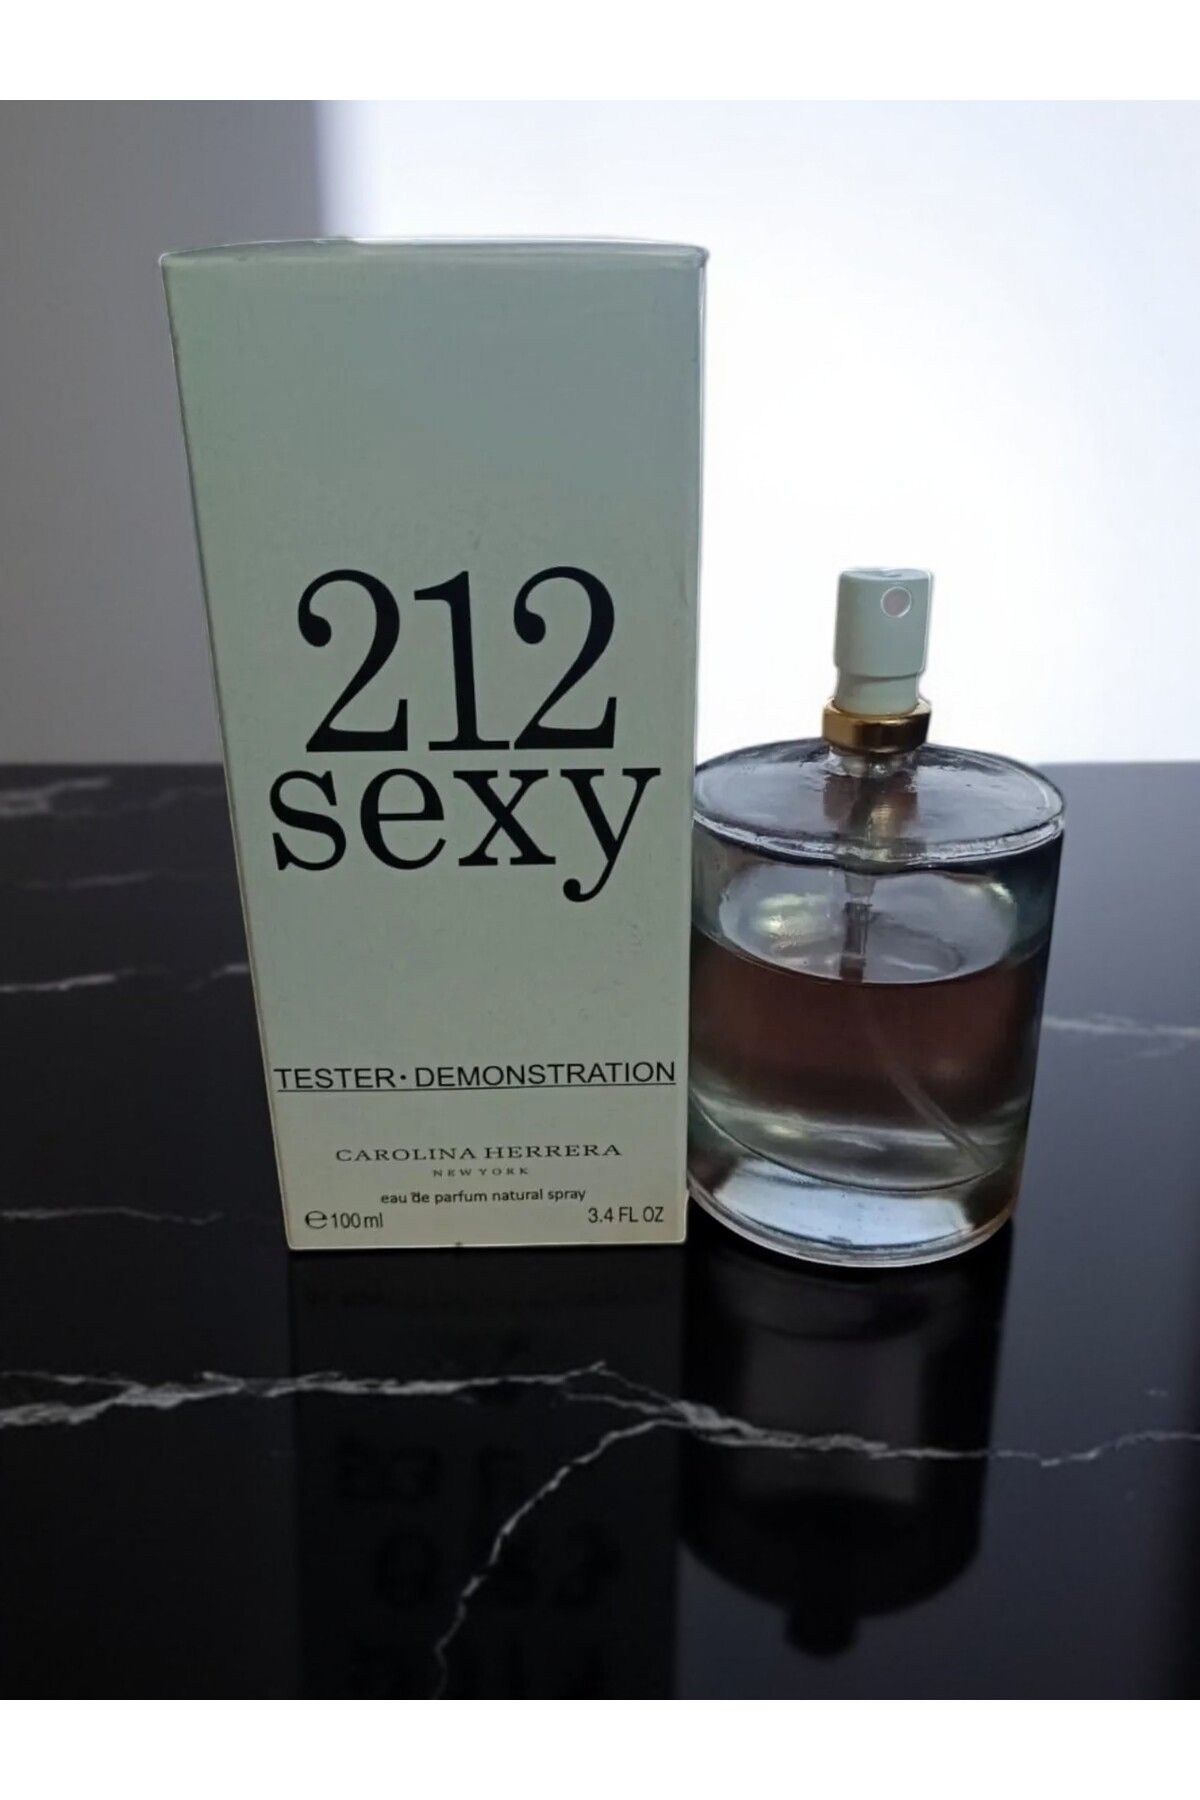 212
sexy
TESTER · DEMONSTRATION
CAROLINA HERRERA
NEW YORK
eau de parfum natural spray
℮100ml 3.4 FL OZ